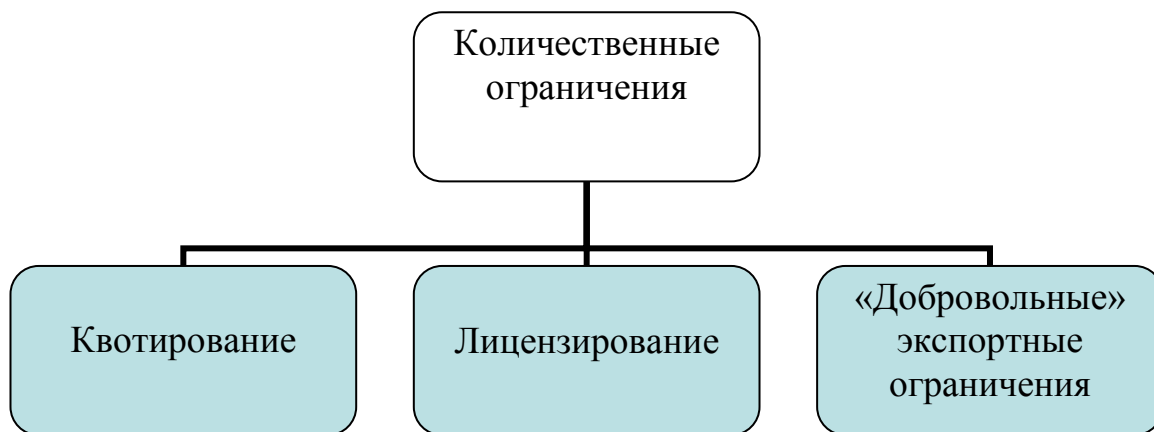 Количественные
ограничения
Квотирование
Лицензирование
«Добровольные»
экспортные
ограничения